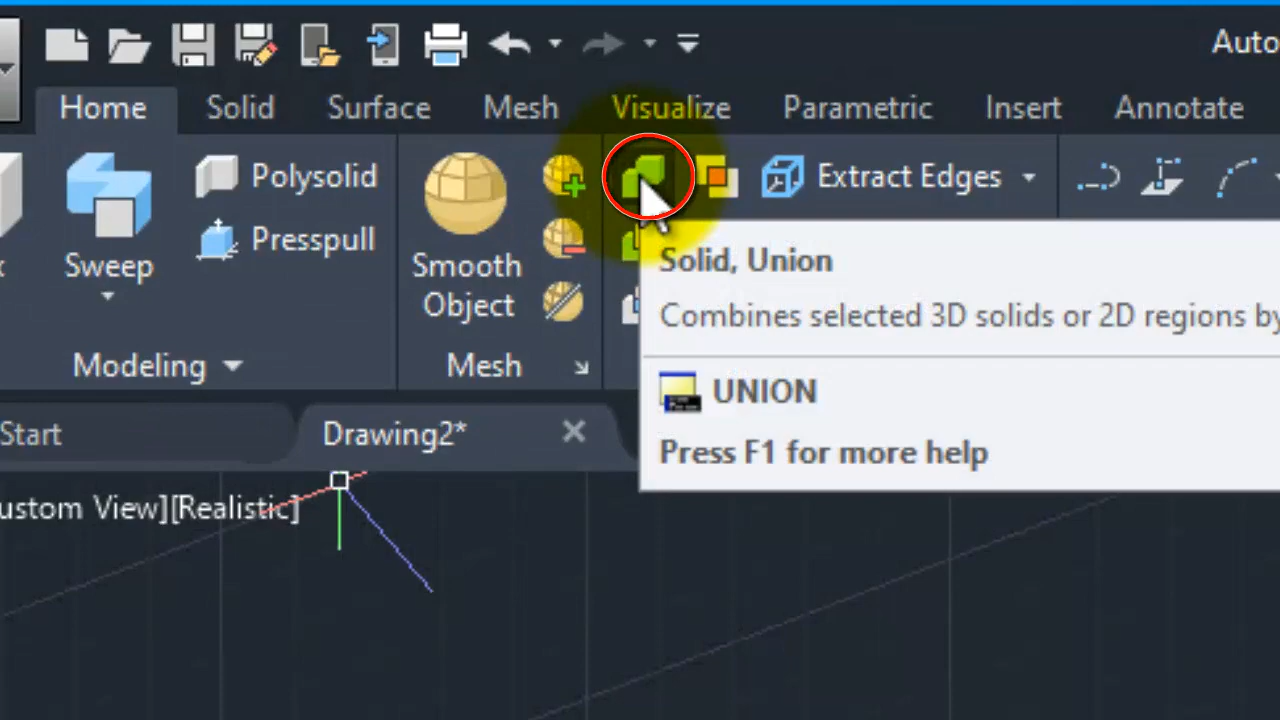 Auto
Home Solid Surface Mesh Visualize Parametric Insert Annotate
Polysolid
Extract Edges
Presspull
Sweep
Smooth
Object
Solid, Union
Combines selected 3D solids or 2D regions by
Modeling
Mesh
UNION
Press F1 for more help
Start
Drawing2*
ustom View][Realistic]